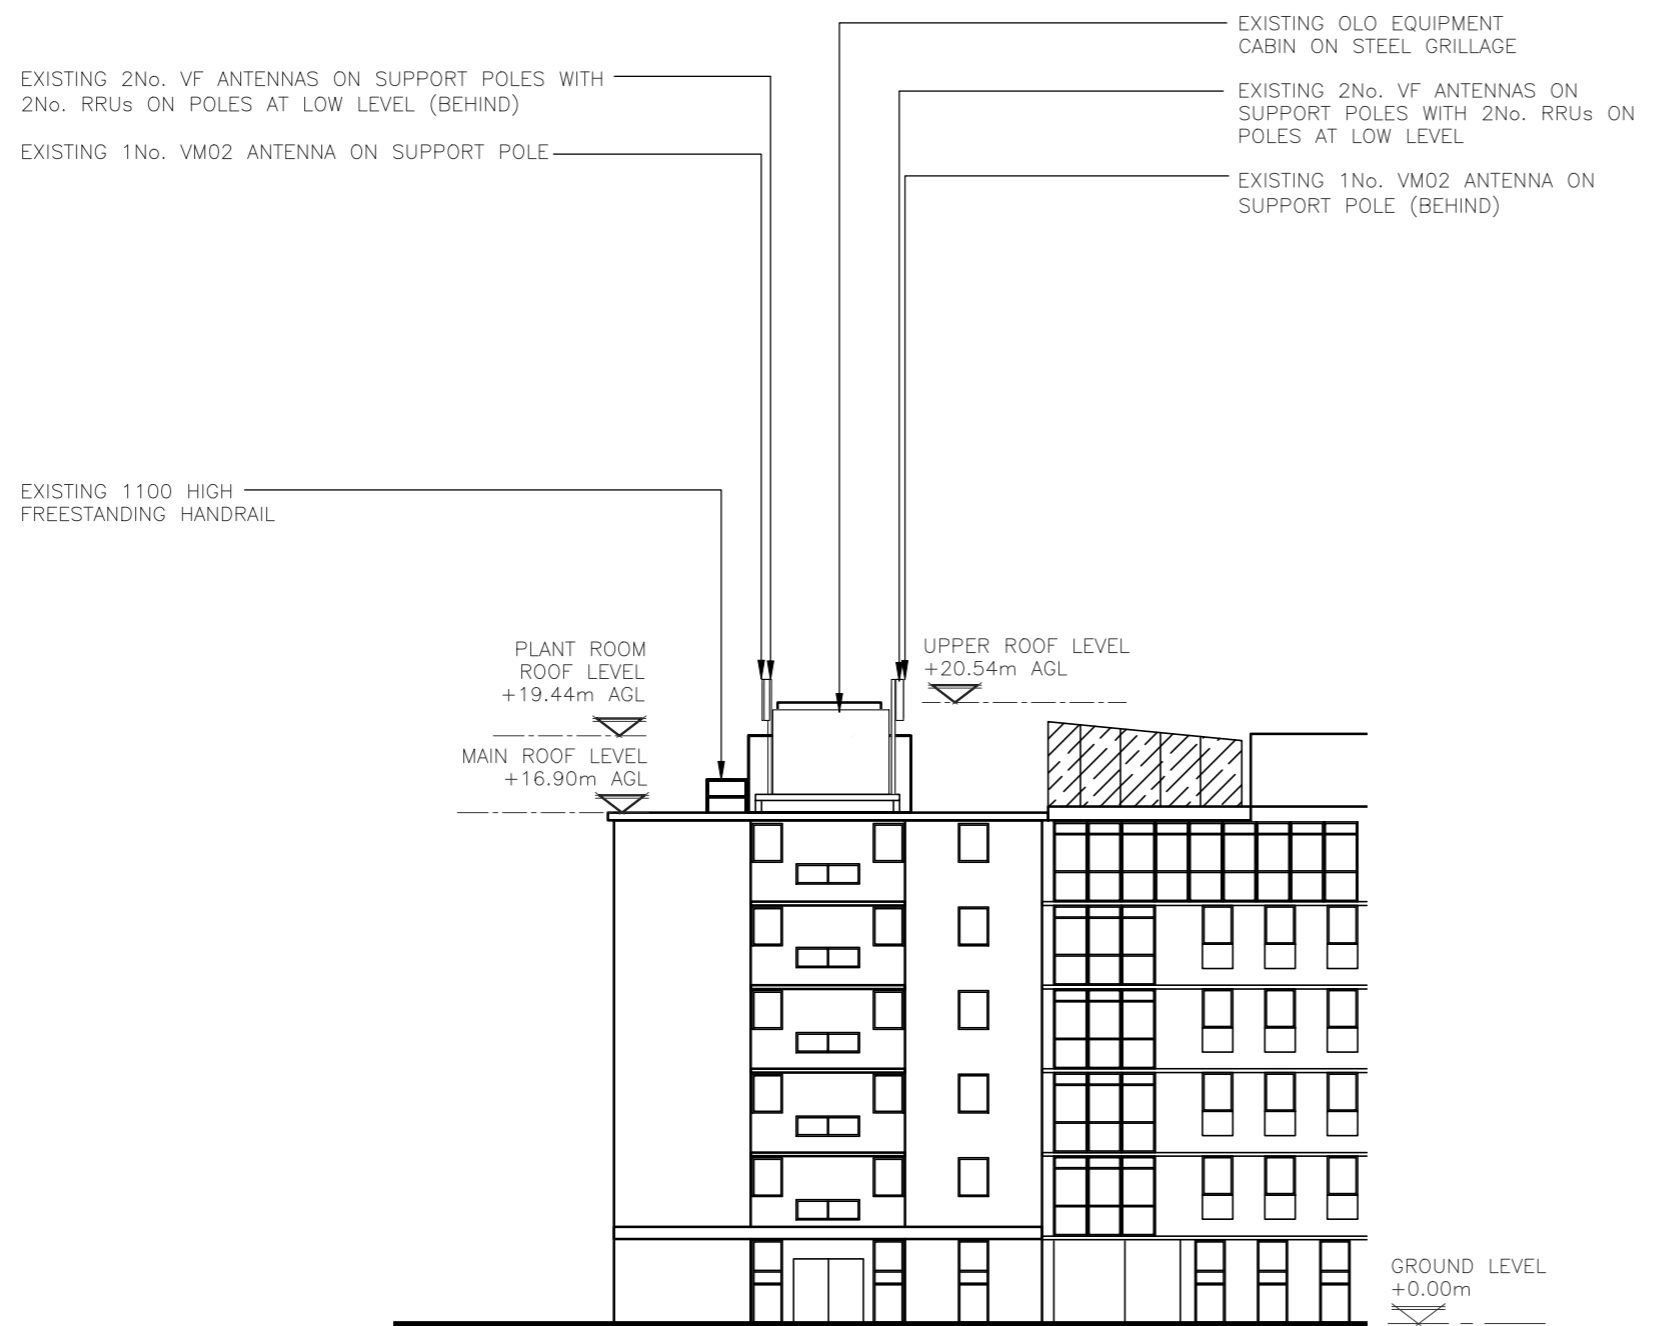 EXISTING OLO EQUIPMENT
CABIN ON STEEL GRILLAGE
EXISTING 2No. VF ANTENNAS ON SUPPORT POLES WITH
2No. RRUs ON POLES AT LOW LEVEL (BEHIND)
EXISTING 2No. VF ANTENNAS ON
SUPPORT POLES WITH 2No. RRUs ON
POLES AT LOW LEVEL
EXISTING 1No. VM02 ANTENNA ON SUPPORT POLE
EXISTING 1No. VM02 ANTENNA ON
SUPPORT POLE (BEHIND)
EXISTING 1100 HIGH
FREESTANDING HANDRAIL
PLANT ROOM
ROOF LEVEL
+19.44m AGL
UPPER ROOF LEVEL
+20.54m AGL
MAIN ROOF LEVEL
+16.90m AGL
GROUND LEVEL
+0.00m